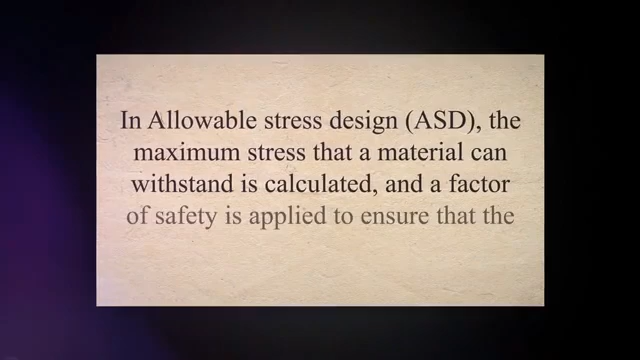 In Allowable stress design (ASD), the
maximum stress that a material can
withstand is calculated, and a factor
of safety is applied to ensure that the